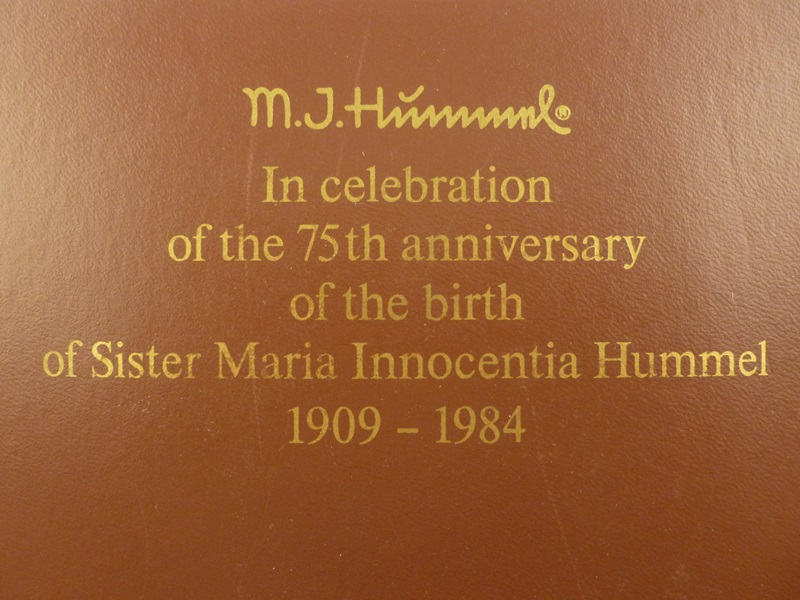 M.J.Hummel®
In celebration
of the 75th anniversary
of the birth
of Sister Maria Innocentia Hummel
1909 – 1984